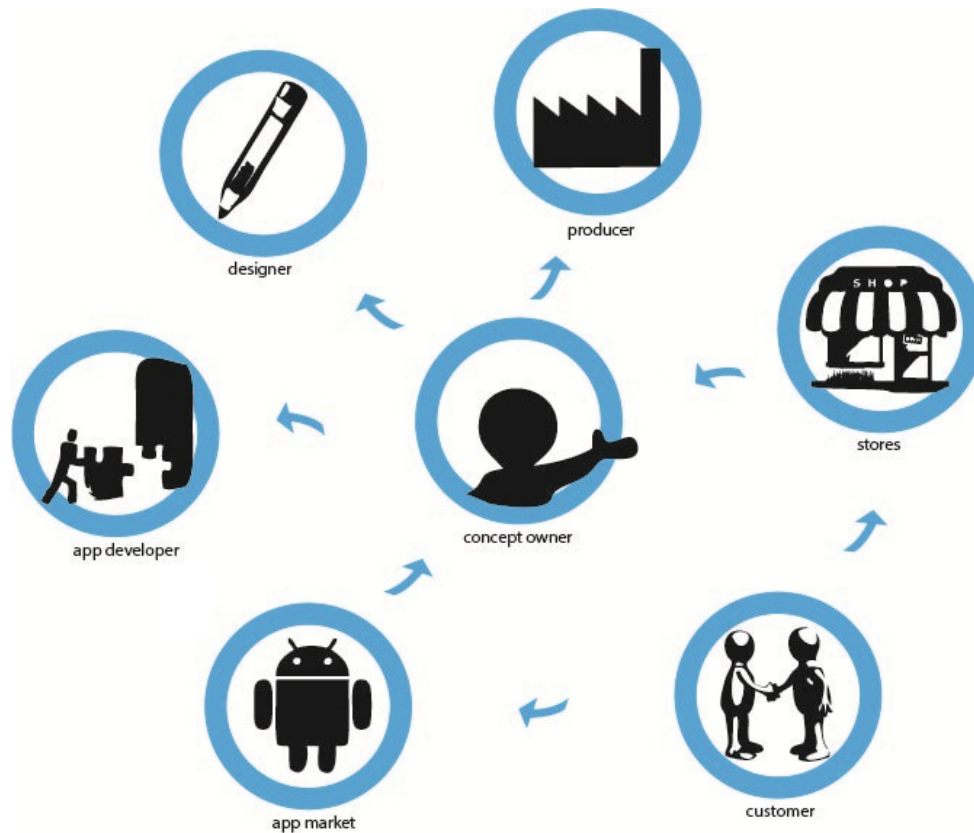 producer
designer
SHOP
stores
concept owner
app developer
customer
app market